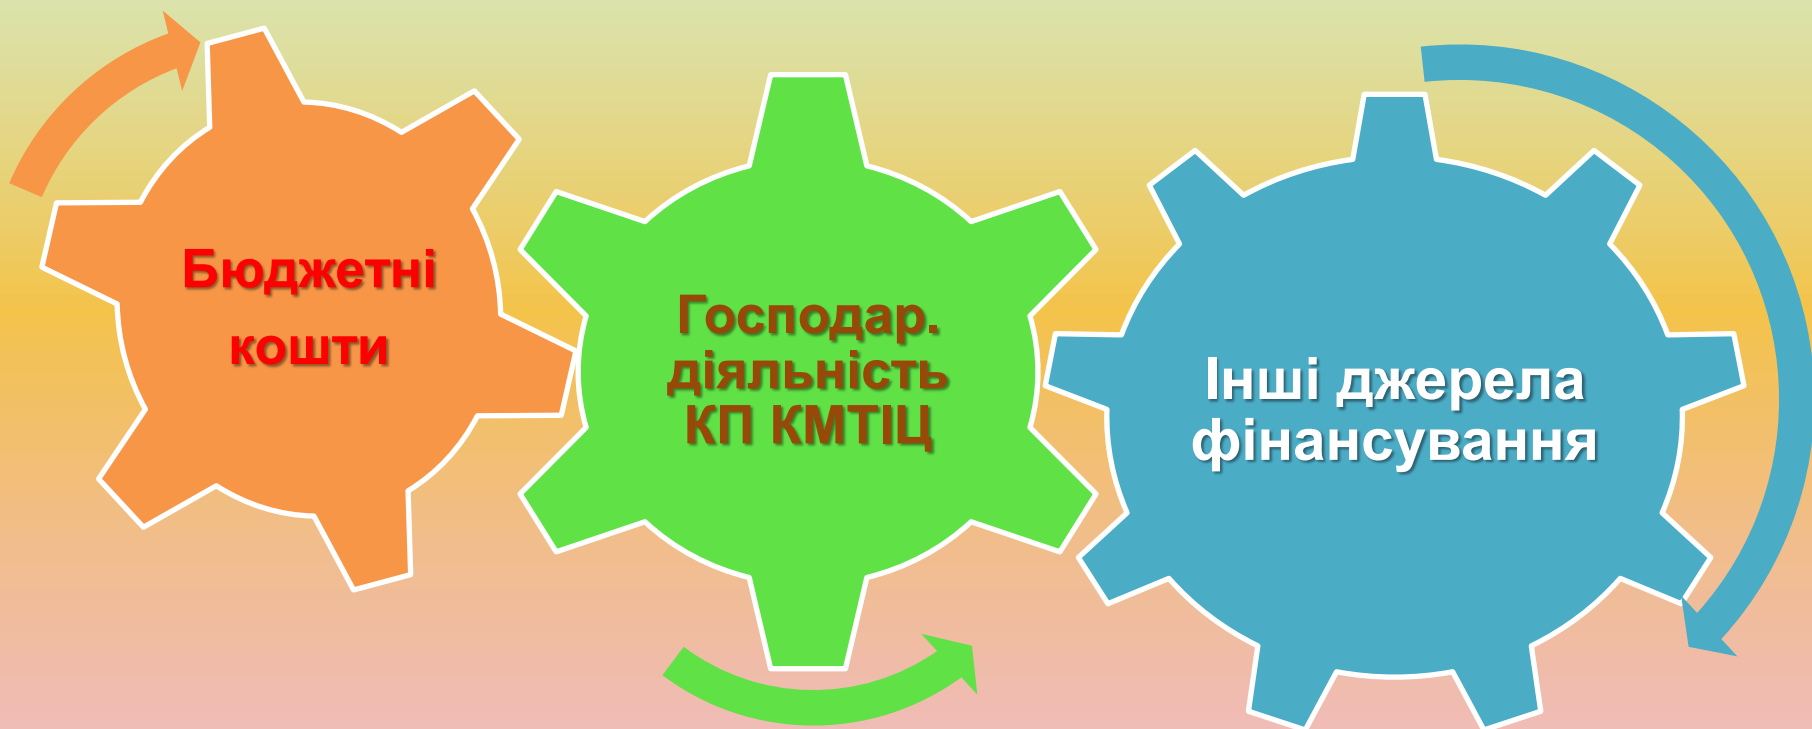 Бюджетні
кошти
Господар.
діяльність
КП КМТІЦ
Інші джерела
фінансування